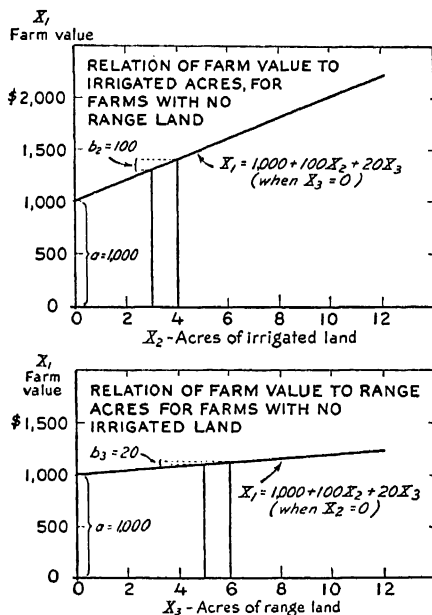 X₁
Farm value
RELATION OF FARM VALUE TO
IRRIGATED ACRES, FOR
FARMS WITH NO
RANGE LAND
$2,000
b₂=100
1,500
X₁=1,000+100X₂+20X₃
(when X₃=0)
1,000
a=1,000
500
0
0 2 4 6 8 10 12
X₂-Acres of irrigated land
X₁
Farm
value
RELATION OF FARM VALUE TO RANGE
ACRES FOR FARMS WITH NO
IRRIGATED LAND
$1,500
b₃=20
1,000
X₁=1,000+100X₂+20X₃
(when X₂=0)
a=1,000
500
0
0 2 4 6 8 10 12
X₃-Acres of range land